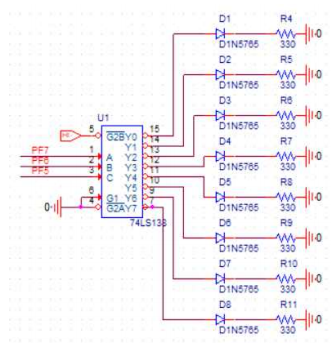 D1 R4
D1N5765 330 0
D2 R5
D1N5765 330 0
D3 R6
D1N5765 330 0
D4 R7
D1N5765 330 0
D5 R8
D1N5765 330 0
D6 R9
D1N5765 330 0
D7 R10
D1N5765 330 0
D8 R11
D1N5765 330 0
U1
HI 5 G2B Y0 15
Y1 14
PF7 1 A Y2 13
PF6 2 B Y3 12
PF5 3 C Y4 11
Y5 10
6 G1 Y6 9
0 4 G2A Y7 7
74LS138